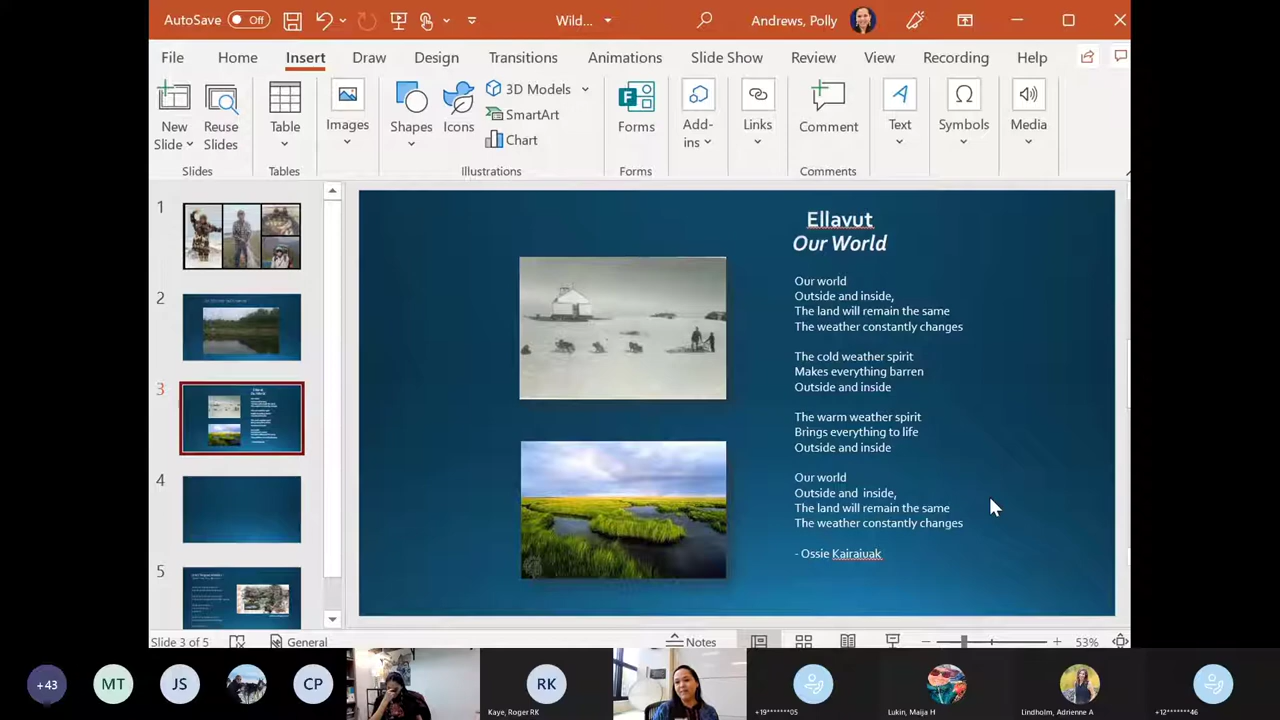 AutoSave Off Wild... Andrews, Polly
File Home Insert Draw Design Transitions Animations Slide Show Review View Recording Help
New Slide
Reuse Slides
Table
Images
Shapes
Icons
3D Models
SmartArt
Chart
Forms
Add-ins
Links
Comment
Text
Symbols
Media
Slides Tables Illustrations Forms Comments
1
2
3
4
5
Ellavut
Our World
Our world
Outside and inside,
The land will remain the same
The weather constantly changes
The cold weather spirit
Makes everything barren
Outside and inside
The warm weather spirit
Brings everything to life
Outside and inside
Our world
Outside and inside,
The land will remain the same
The weather constantly changes
- Ossie Kairaiuak
Slide 3 of 5 General Notes 53%
+43 MT JS CP RK
Kaye, Roger RK +19*******05 Lukin, Maija H Lindholm, Adrienne A +12*******46